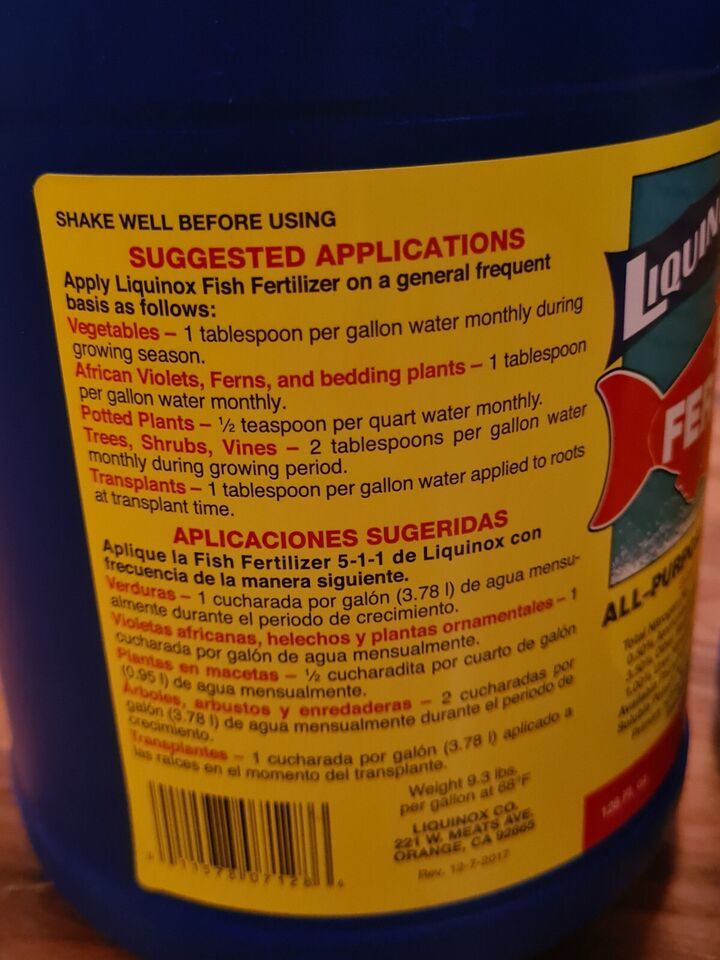 SHAKE WELL BEFORE USING
SUGGESTED APPLICATIONS
Apply Liquinox Fish Fertilizer on a general frequent
basis as follows:
Vegetables – 1 tablespoon per gallon water monthly during
growing season.
African Violets, Ferns, and bedding plants – 1 tablespoon
per gallon water monthly.
Potted Plants – ½ teaspoon per quart water monthly.
Trees, Shrubs, Vines – 2 tablespoons per gallon water
monthly during growing period.
Transplants – 1 tablespoon per gallon water applied to roots
at transplant time.
APLICACIONES SUGERIDAS
Aplique la Fish Fertilizer 5-1-1 de Liquinox con
frecuencia de la manera siguiente.
Verduras – 1 cucharada por galón (3.78 l) de agua mensu-
almente durante el periodo de crecimiento.
Violetas africanas, helechos y plantas ornamentales – 1
cucharada por galón de agua mensualmente.
Plantas en macetas – ½ cucharadita por cuarto de galón
(0.95 l) de agua mensualmente.
Árboles, arbustos y enredaderas – 2 cucharadas por
galón (3.78 l) de agua mensualmente durante el periodo de
crecimiento.
Transplantes – 1 cucharada por galón (3.78 l) aplicado a
las raíces en el momento del transplante.
Weight 9.3 lbs.
per gallon at 68°F
LIQUINOX CO.
221 W. MEATS AVE.
ORANGE, CA 92865
Rev. 12-7-2017
LIQUIN
FER
ALL-PURPO
128 FL. OZ.